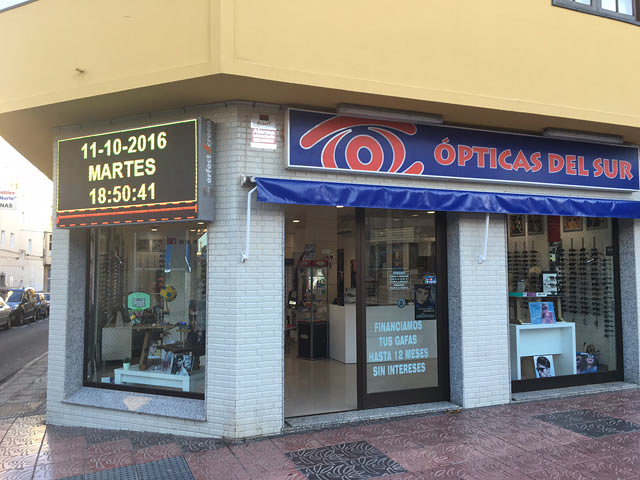 11-10-2016
MARTES
18:50:41
ÓPTICAS DEL SUR
FINANCIAMOS
TUS GAFAS
HASTA 12 MESES
SIN INTERESES